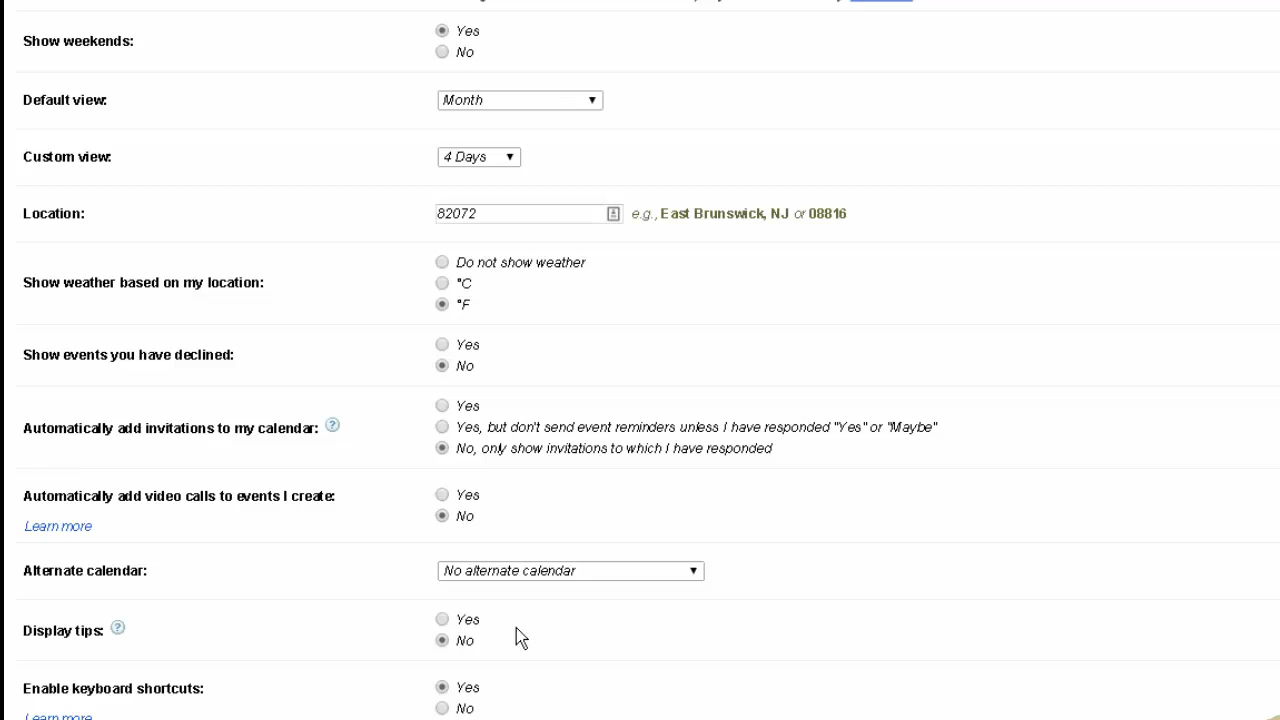 Show weekends:
Yes
No
Default view:
Month
Custom view:
4 Days
Location:
82072
e.g., East Brunswick, NJ or 08816
Show weather based on my location:
Do not show weather
°C
°F
Show events you have declined:
Yes
No
Automatically add invitations to my calendar: ?
Yes
Yes, but don't send event reminders unless I have responded "Yes" or "Maybe"
No, only show invitations to which I have responded
Automatically add video calls to events I create:
Learn more
Yes
No
Alternate calendar:
No alternate calendar
Display tips: ?
Yes
No
Enable keyboard shortcuts:
Learn more
Yes
No